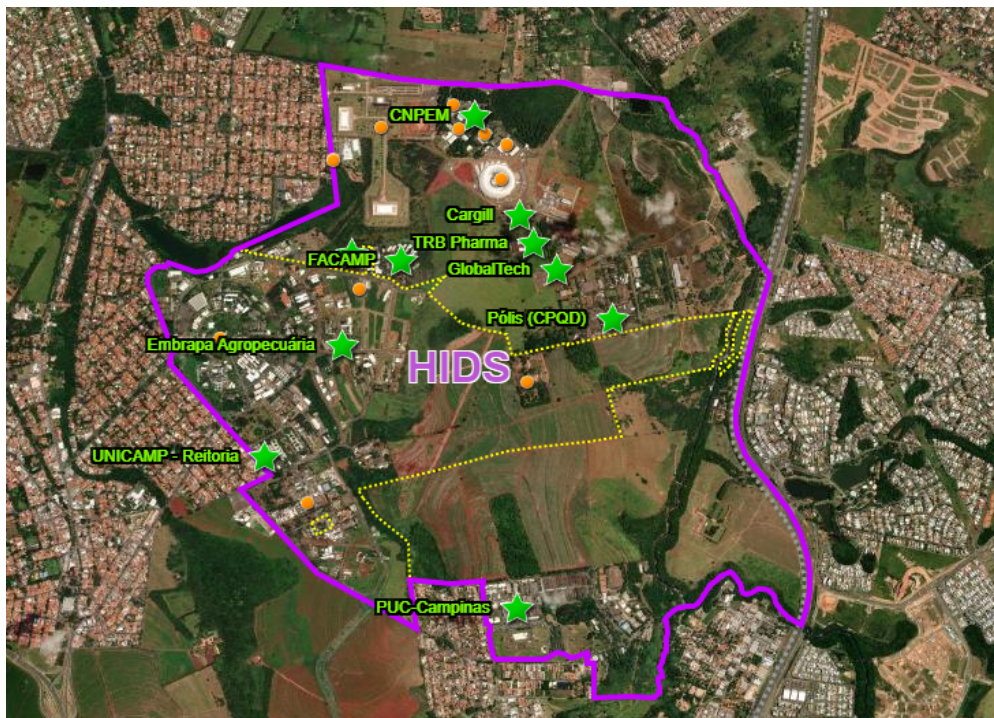 CNPEM
Cargill
TRB Pharma
FACAMP
GlobalTech
Pólis (CPQD)
Embrapa Agropecuária
HIDS
UNICAMP - Reitoria
PUC-Campinas